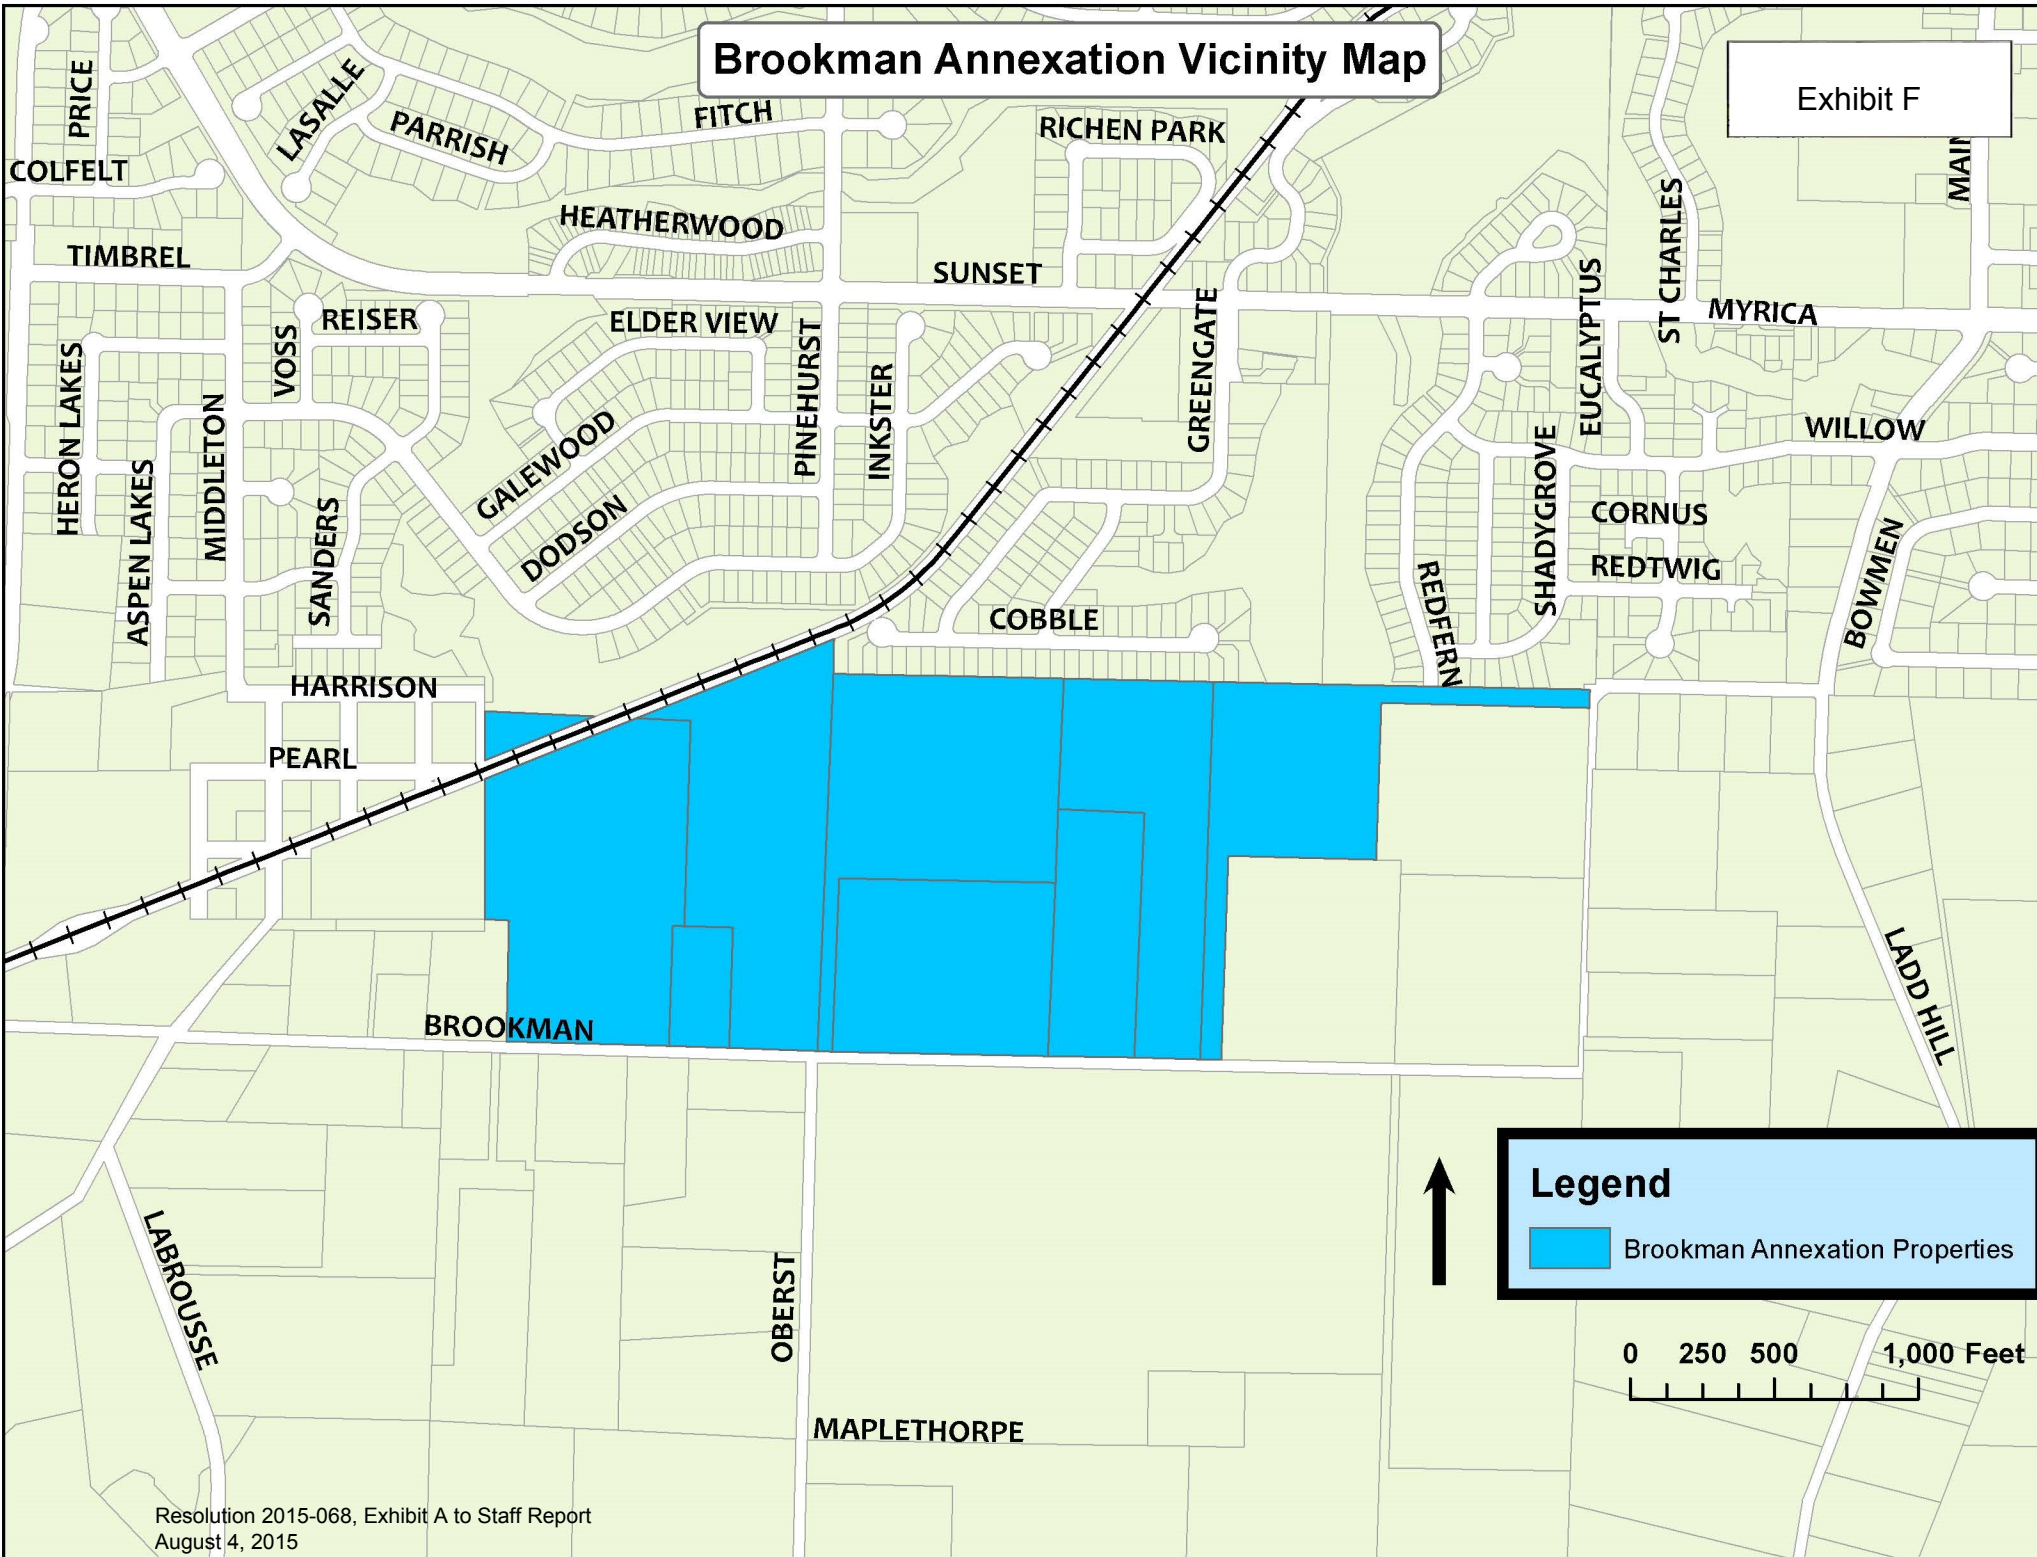 Brookman Annexation Vicinity Map
Exhibit F
PRICE
LASALLE
PARRISH
FITCH
RICHEN PARK
MAIN
COLFELT
HEATHERWOOD
ST CHARLES
TIMBREL
SUNSET
EUCALYPTUS
MYRICA
REISER
ELDER VIEW
VOSS
PINEHURST
INKSTER
GREENGATE
HERON LAKES
MIDDLETON
GALEWOOD
WILLOW
ASPEN LAKES
SANDERS
DODSON
SHADYGROVE
CORNUS
REDTWIG
BOWMEN
REDFERN
COBBLE
HARRISON
PEARL
BROOKMAN
LADD HILL
Legend
Brookman Annexation Properties
LABROUSSE
OBERST
0 250 500 1,000 Feet
MAPLETHORPE
Resolution 2015-068, Exhibit A to Staff Report
August 4, 2015